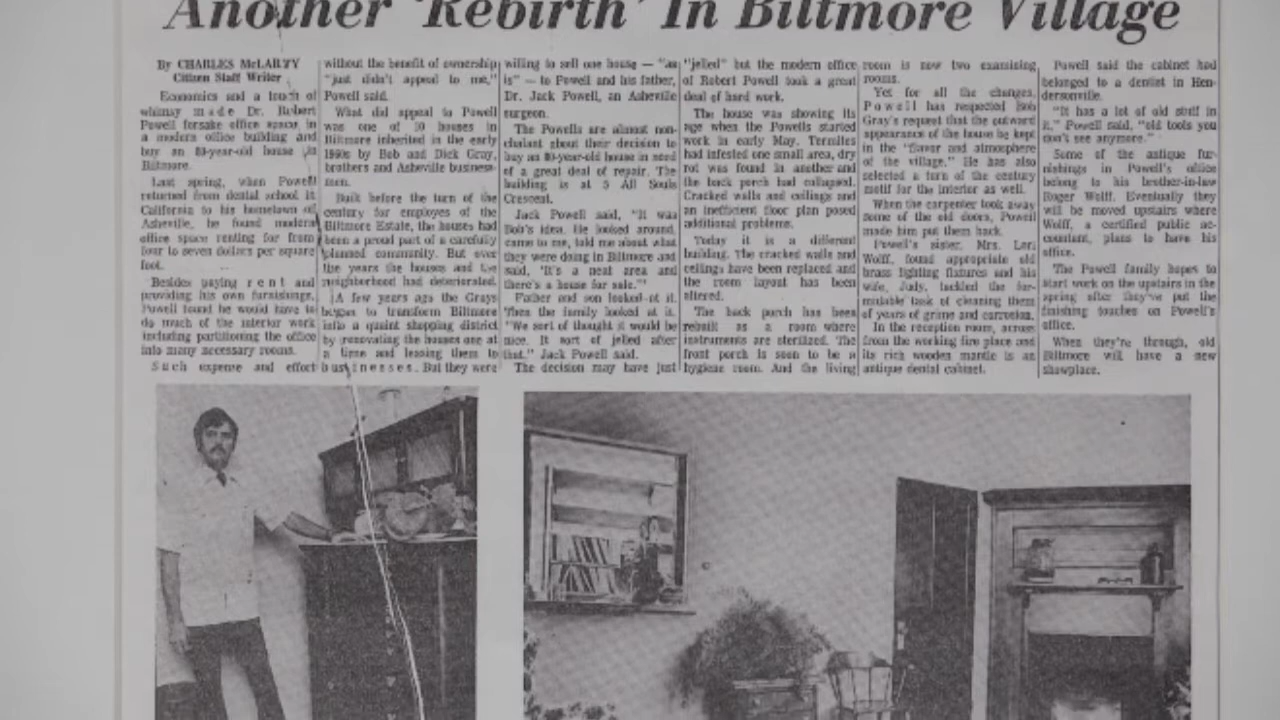 Another 'Rebirth' In Biltmore Village
By CHARLES McLARTY
Citizen Staff Writer
Economics and a touch of
whimsy made Dr. Robert
Powell forsake office space in
a modern office building and
buy an 80-year-old house in
Biltmore.
Last spring, when Powell
returned from dental school in
California to his hometown of
Asheville, he found modern
office space renting for from
four to seven dollars per square
foot.
Besides paying rent and
providing his own furnishings,
Powell found he would have to
do much of the interior work
including partitioning the office
into many necessary rooms.
Such expense and effort
without the benefit of ownership
"just didn't appeal to me,"
Powell said.
What did appeal to Powell
was one of 10 houses in
Biltmore inherited in the early
1960s by Bob and Dick Gray,
brothers and Asheville business-
men.
Built before the turn of the
century for employes of the
Biltmore Estate, the houses had
been a proud part of a carefully
planned community. But over
the years the houses and the
neighborhood had deteriorated.
A few years ago the Grays
began to transform Biltmore
into a quaint shopping district
by renovating the houses one at
a time and leasing them to
businesses. But they were
willing to sell one house — "as
is" — to Powell and his father,
Dr. Jack Powell, an Asheville
surgeon.
The Powells are almost non-
chalant about their decision to
buy an 80-year-old house in need
of a great deal of repair. The
building is at 5 All Souls
Crescent.
Jack Powell said, "It was
Bob's idea. He looked around,
came to me, told me about what
they were doing in Biltmore and
said, 'It's a neat area and
there's a house for sale.'"
Father and son looked at it.
Then the family looked at it.
"We sort of thought it would be
nice. It sort of jelled after
that," Jack Powell said.
The decision may have just
"jelled" but the modern office
of Robert Powell took a great
deal of hard work.
The house was showing its
age when the Powells started
work in early May. Termites
had infested one small area, dry
rot was found in another and
the back porch had collapsed.
Cracked walls and ceilings and
an inefficient floor plan posed
additional problems.
Today it is a different
building. The cracked walls and
ceilings have been replaced and
the room layout has been
altered.
The back porch has been
rebuilt as a room where
instruments are sterilized. The
front porch is soon to be a
hygiene room. And the living
room is now two examining
rooms.
Yet for all the changes,
Powell has respected Bob
Gray's request that the outward
appearance of the house be kept
in the "flavor and atmosphere
of the village." He has also
selected a turn of the century
motif for the interior as well.
When the carpenter took away
some of the old doors, Powell
made him put them back.
Powell's sister, Mrs. Lori
Wolff, found appropriate old
brass lighting fixtures and his
wife, Judy, tackled the for-
midable task of cleaning them
of years of grime and corrosion.
In the reception room, across
from the working fire place and
its rich wooden mantle is an
antique dental cabinet.
Powell said the cabinet had
belonged to a dentist in Hen-
dersonville.
"It has a lot of old stuff in
it," Powell said, "old tools you
don't see anymore."
Some of the antique fur-
nishings in Powell's office
belong to his brother-in-law
Roger Wolff. Eventually they
will be moved upstairs where
Wolff, a certified public ac-
countant, plans to have his
office.
The Powell family hopes to
start work on the upstairs in the
spring after they've put the
finishing touches on Powell's
office.
When they're through, old
Biltmore will have a new
showplace.